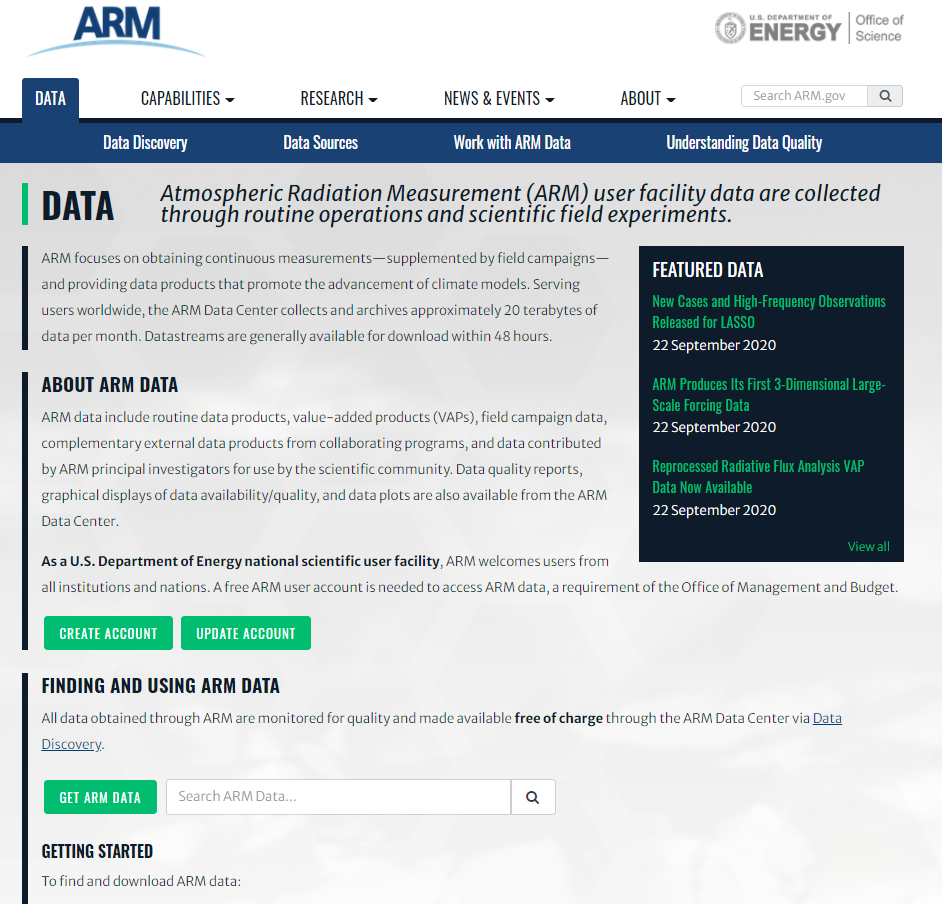 ARM
U.S. DEPARTMENT OF
ENERGY
Office of
Science
DATA
CAPABILITIES
RESEARCH
NEWS & EVENTS
ABOUT
Search ARM.gov
Data Discovery
Data Sources
Work with ARM Data
Understanding Data Quality
DATA
Atmospheric Radiation Measurement (ARM) user facility data are collected
through routine operations and scientific field experiments.
ARM focuses on obtaining continuous measurements—supplemented by field campaigns—
and providing data products that promote the advancement of climate models. Serving
users worldwide, the ARM Data Center collects and archives approximately 20 terabytes of
data per month. Datastreams are generally available for download within 48 hours.
FEATURED DATA
New Cases and High-Frequency Observations
Released for LASSO
22 September 2020
ARM Produces Its First 3-Dimensional Large-
Scale Forcing Data
22 September 2020
Reprocessed Radiative Flux Analysis VAP
Data Now Available
22 September 2020
View all
ABOUT ARM DATA
ARM data include routine data products, value-added products (VAPs), field campaign data,
complementary external data products from collaborating programs, and data contributed
by ARM principal investigators for use by the scientific community. Data quality reports,
graphical displays of data availability/quality, and data plots are also available from the ARM
Data Center.
As a U.S. Department of Energy national scientific user facility, ARM welcomes users from
all institutions and nations. A free ARM user account is needed to access ARM data, a requirement of the Office of Management and Budget.
CREATE ACCOUNT
UPDATE ACCOUNT
FINDING AND USING ARM DATA
All data obtained through ARM are monitored for quality and made available free of charge through the ARM Data Center via Data
Discovery.
GET ARM DATA
Search ARM Data...
GETTING STARTED
To find and download ARM data: